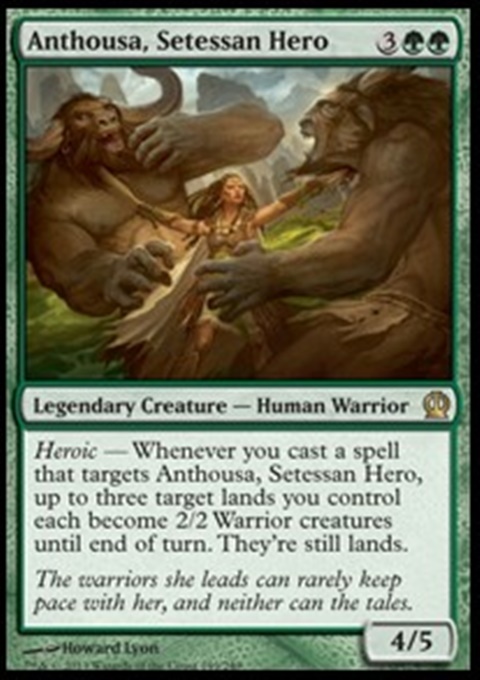 Anthousa, Setessan Hero 3
Legendary Creature — Human Warrior
Heroic — Whenever you cast a spell
that targets Anthousa, Setessan Hero,
up to three target lands you control
each become 2/2 Warrior creatures
until end of turn. They're still lands.
The warriors she leads can rarely keep
pace with her, and neither can the tales.
Howard Lyon
4/5